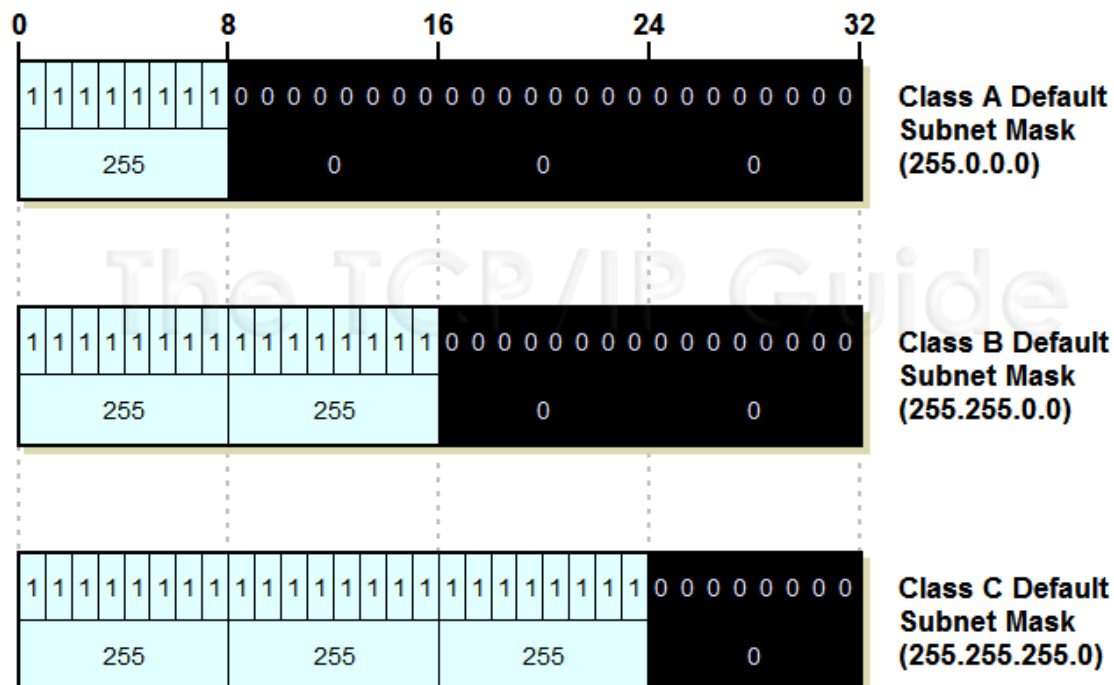 0 8 16 24 32
1 1 1 1 1 1 1 1 0 0 0 0 0 0 0 0 0 0 0 0 0 0 0 0 0 0 0 0 0 0 0 0
255 0 0 0
Class A Default
Subnet Mask
(255.0.0.0)
The TCP/IP Guide
1 1 1 1 1 1 1 1 1 1 1 1 1 1 1 1 0 0 0 0 0 0 0 0 0 0 0 0 0 0 0 0
255 255 0 0
Class B Default
Subnet Mask
(255.255.0.0)
1 1 1 1 1 1 1 1 1 1 1 1 1 1 1 1 1 1 1 1 1 1 1 1 0 0 0 0 0 0 0 0
255 255 255 0
Class C Default
Subnet Mask
(255.255.255.0)